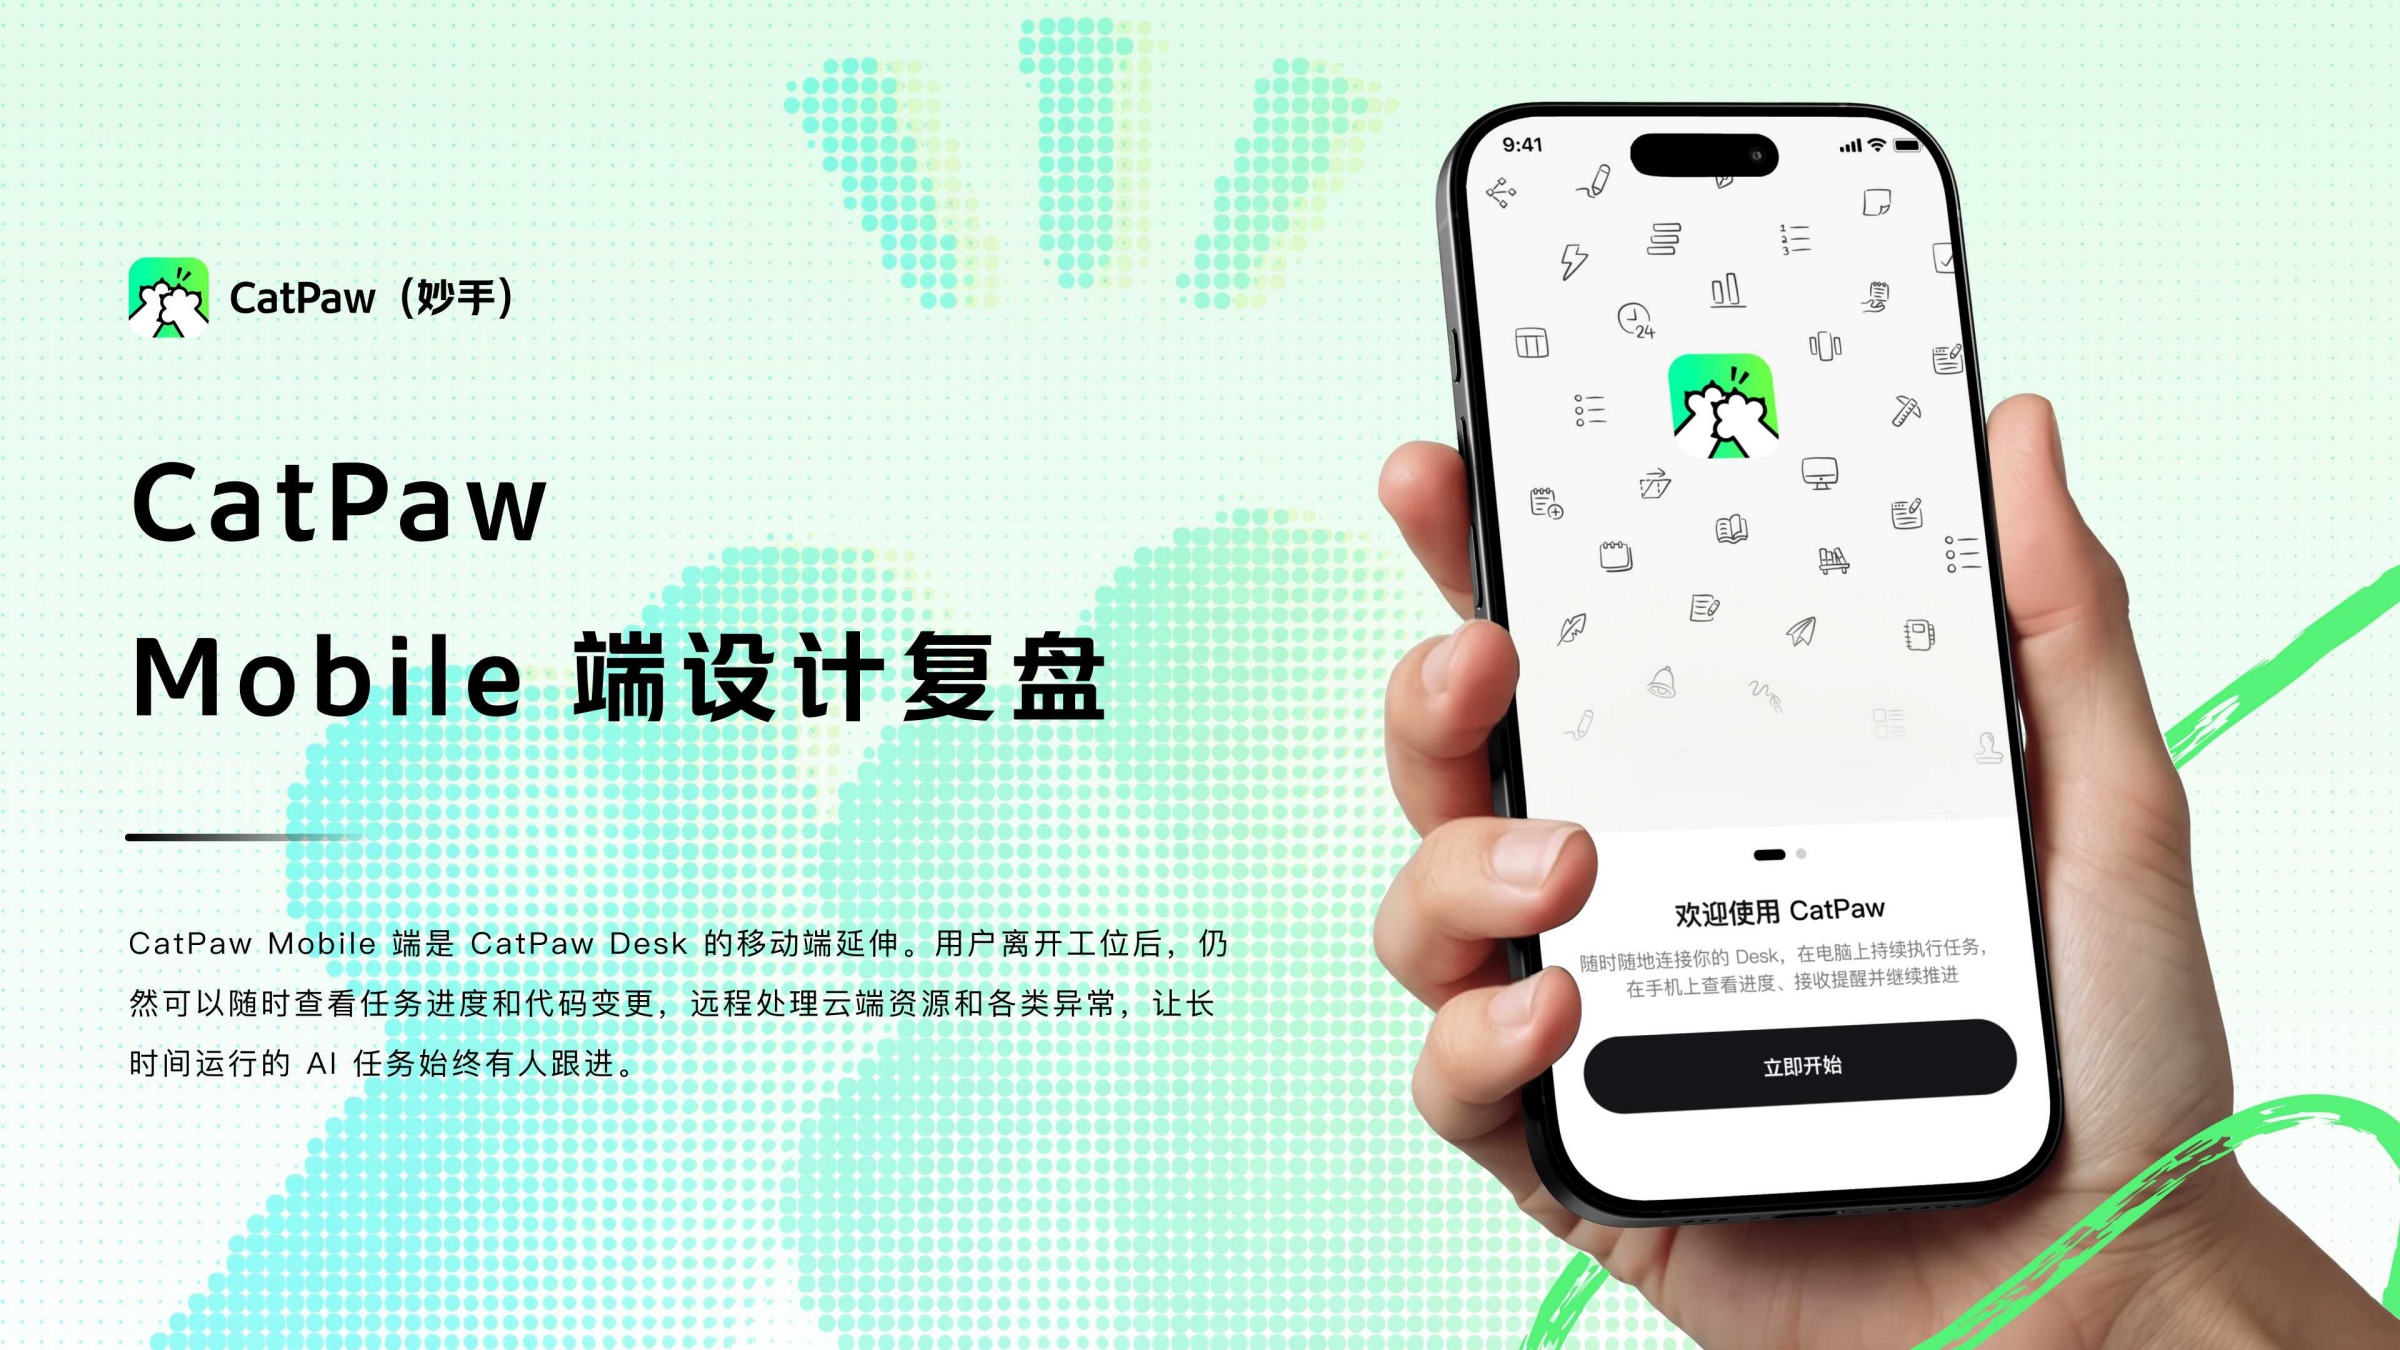 CatPaw（妙手）
CatPaw
Mobile 端设计复盘
CatPaw Mobile 端是 CatPaw Desk 的移动端延伸。用户离开工位后，仍
然可以随时查看任务进度和代码变更，远程处理云端资源和各类异常，让长
时间运行的 AI 任务始终有人跟进。
9:41
1
2
3
24
欢迎使用 CatPaw
随时随地连接你的 Desk，在电脑上持续执行任务，
在手机上查看进度、接收提醒并继续推进
立即开始